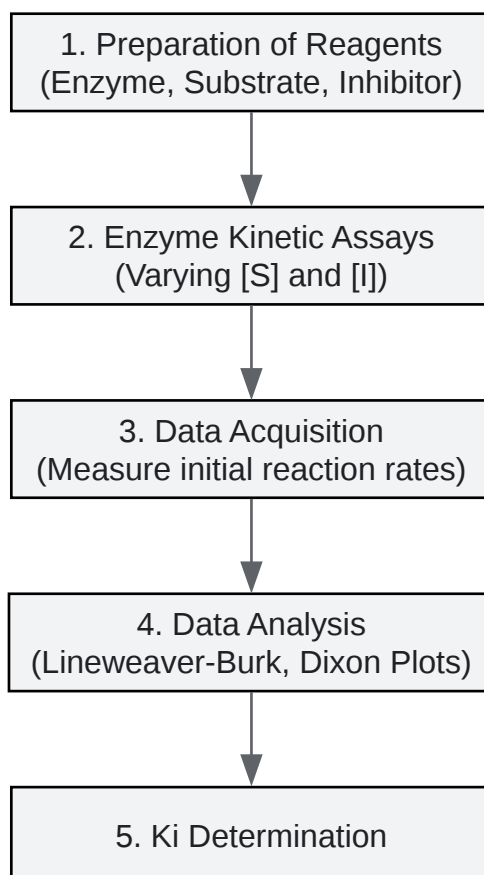 1. Preparation of Reagents
(Enzyme, Substrate, Inhibitor)
2. Enzyme Kinetic Assays
(Varying [S] and [I])
3. Data Acquisition
(Measure initial reaction rates)
4. Data Analysis
(Lineweaver-Burk, Dixon Plots)
5. Ki Determination